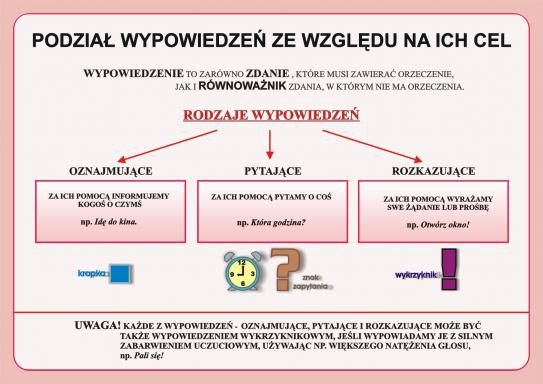 PODZIAŁ WYPOWIEDZEŃ ZE WZGLĘDU NA ICH CEL
WYPOWIEDZENIE TO ZARÓWNO ZDANIE , KTÓRE MUSI ZAWIERAĆ ORZECZENIE,
JAK I RÓWNOWAŻNIK ZDANIA, W KTÓRYM NIE MA ORZECZENIA.
RODZAJE WYPOWIEDZEŃ
OZNAJMUJĄCE
ZA ICH POMOCĄ INFORMUJEMY
KOGOŚ O CZYMŚ
np. Idę do kina.
kropka
PYTAJĄCE
ZA ICH POMOCĄ PYTAMY O COŚ
np. Która godzina?
12
9 3
6
?
znak
zapytania
ROZKAZUJĄCE
ZA ICH POMOCĄ WYRAŻAMY
SWE ŻĄDANIE LUB PROŚBĘ
np. Otwórz okno!
wykrzyknik !
UWAGA! KAŻDE Z WYPOWIEDZEŃ - OZNAJMUJĄCE, PYTAJĄCE I ROZKAZUJĄCE MOŻE BYĆ
TAKŻE WYPOWIEDZENIEM WYKRZYKNIKOWYM, JEŚLI WYPOWIADAMY JE Z SILNYM
ZABARWIENIEM UCZUCIOWYM, UŻYWAJĄC NP. WIĘKSZEGO NATĘŻENIA GŁOSU,
np. Pali się!